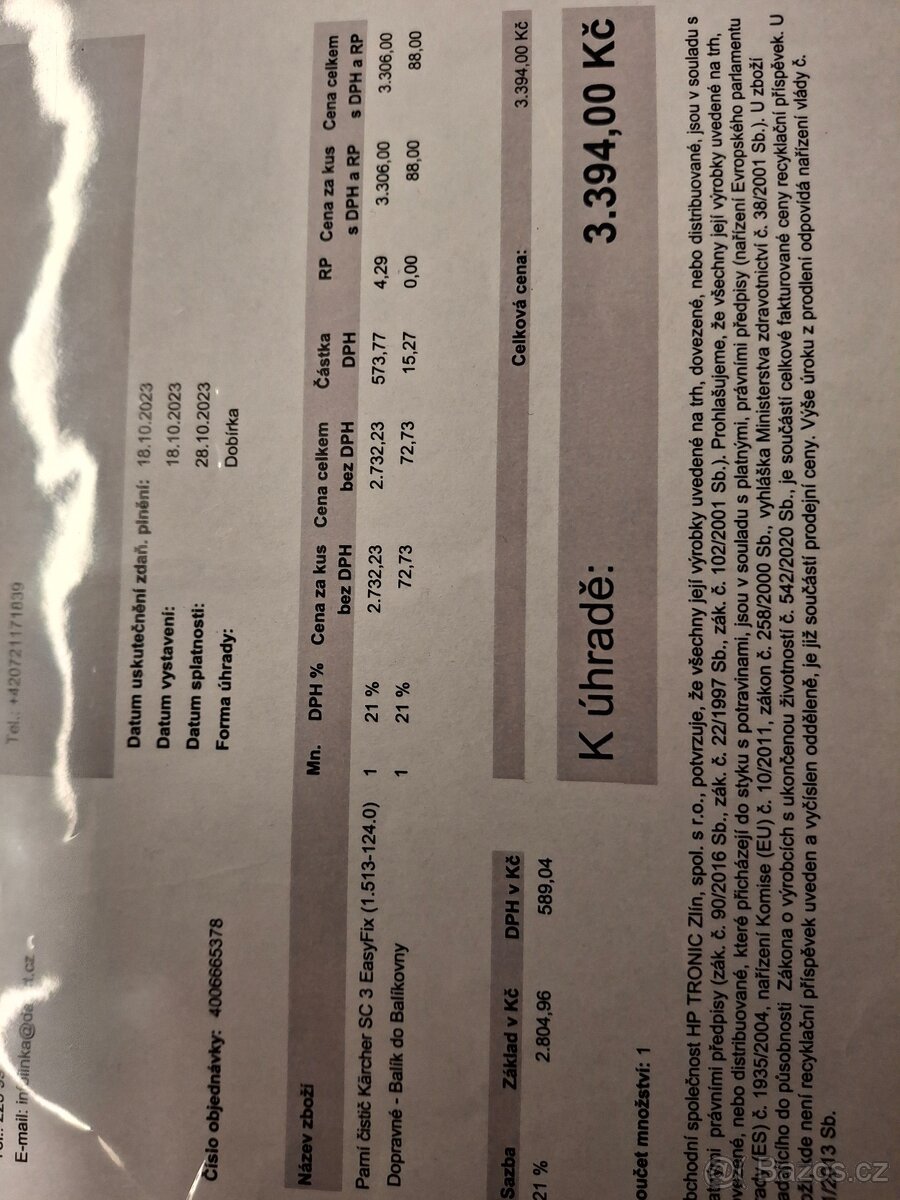 Tel.: +420721171839
E-mail:
Datum uskutečnění zdaň. plnění: 18.10.2023
Datum vystavení: 18.10.2023
Datum splatnosti: 28.10.2023
Číslo objednávky: 4006665378
Forma úhrady: Dobírka
Název zboží Mn. DPH % Cena za kus bez DPH Cena celkem bez DPH Částka DPH RP Cena za kus s DPH a RP Cena celkem s DPH a RP
Parní čistič Kärcher SC 3 EasyFix (1.513-124.0) 1 21 % 2.732,23 2.732,23 573,77 4,29 3.306,00 3.306,00
Dopravné - Balík do Balíkovny 1 21 % 72,73 72,73 15,27 0,00 88,00 88,00
Sazba Základ v Kč DPH v Kč
21 % 2.804,96 589,04
Celková cena: 3.394,00 Kč
K úhradě: 3.394,00 Kč
oučet množství: 1
bchodní společnost HP TRONIC Zlín, spol. s r.o., potvrzuje, že všechny její výrobky uvedené na trh, dovezené, nebo distribuované, jsou v souladu s
atnými právními předpisy (zák. č. 90/2016 Sb., zák. č. 22/1997 Sb., zák. č. 102/2001 Sb.). Prohlašujeme, že všechny její výrobky uvedené na trh,
vezené, nebo distribuované, které přicházejí do styku s potravinami, jsou v souladu s platnými, právními předpisy (nařízení Evropského parlamentu
ady (ES) č. 1935/2004, nařízení Komise (EU) č. 10/2011, zákon č. 258/2000 Sb., vyhláška Ministerstva zdravotnictví č. 38/2001 Sb.). U zboží
adajícího do působnosti Zákona o výrobcích s ukončenou životností č. 542/2020 Sb., je součástí celkové fakturované ceny recyklační příspěvek. U
oží, kde není recyklační příspěvek uveden a vyčíslen odděleně, je již součástí prodejní ceny. Výše úroku z prodlení odpovídá nařízení vlády č.
/2013 Sb.
Bazoš.cz